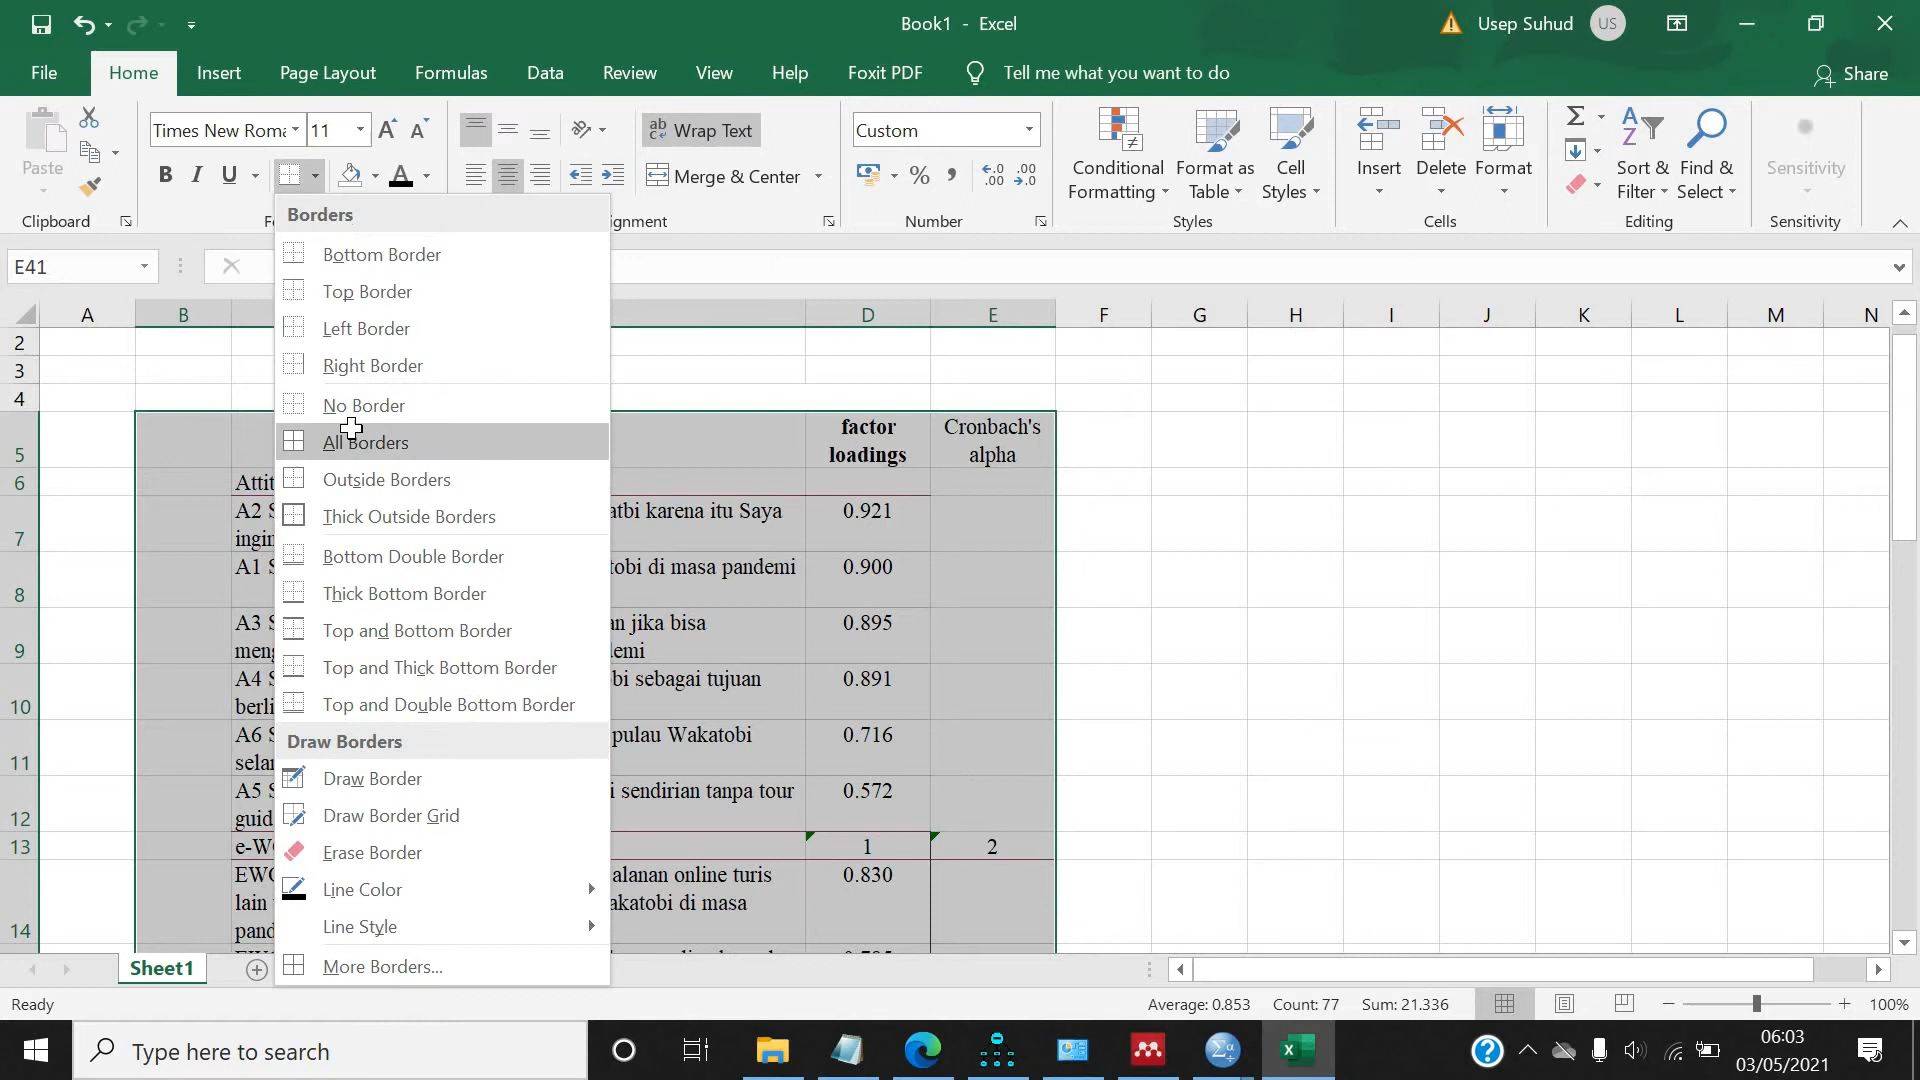 Book1 - Excel
Usep Suhud
US
File
Home
Insert
Page Layout
Formulas
Data
Review
View
Help
Foxit PDF
Tell me what you want to do
Share
Paste
Clipboard
Times New Roma
11
B
I
U
A
Wrap Text
Merge & Center
Custom
%
Number
Conditional
Formatting
Format as
Table
Cell
Styles
Styles
Insert
Delete
Format
Cells
Sort &
Filter
Find &
Select
Editing
Sensitivity
Sensitivity
E41
Borders
Bottom Border
Top Border
Left Border
Right Border
No Border
All Borders
Outside Borders
Thick Outside Borders
Bottom Double Border
Thick Bottom Border
Top and Bottom Border
Top and Thick Bottom Border
Top and Double Bottom Border
Draw Borders
Draw Border
Draw Border Grid
Erase Border
Line Color
Line Style
More Borders...
A B D E F G H I J K L M N
2
3
4
5 factor loadings Cronbach's alpha
6
7 A2 atbi karena itu Saya 0.921
8 A1 tobi di masa pandemi 0.900
9 A3 an jika bisa 0.895
10 A4 bi sebagai tujuan 0.891
11 A6 pulau Wakatobi 0.716
12 A5 i sendirian tanpa tour 0.572
13 1 2
14 alanan online turis 0.830
lain akatobi di masa
Sheet1
Ready
Average: 0.853 Count: 77 Sum: 21.336
100%
Type here to search
06:03
03/05/2021